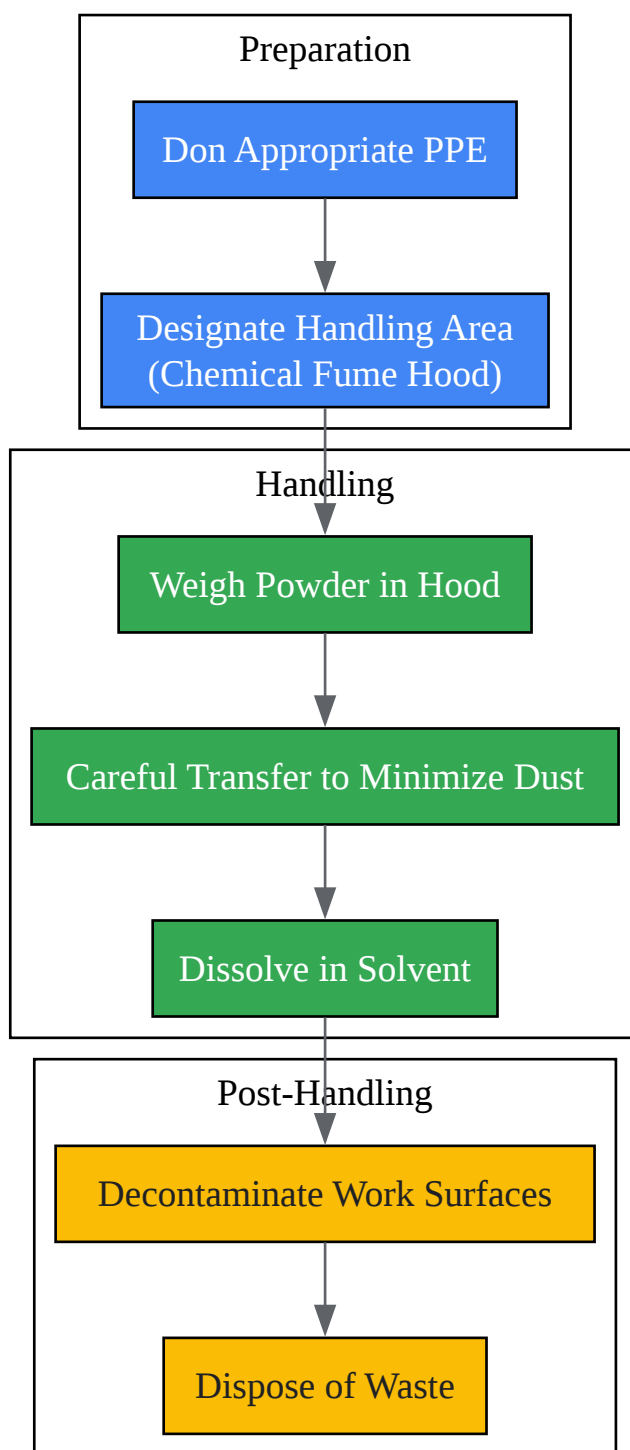 Preparation
Don Appropriate PPE
Designate Handling Area
(Chemical Fume Hood)
Handling
Weigh Powder in Hood
Careful Transfer to Minimize Dust
Dissolve in Solvent
Post-Handling
Decontaminate Work Surfaces
Dispose of Waste